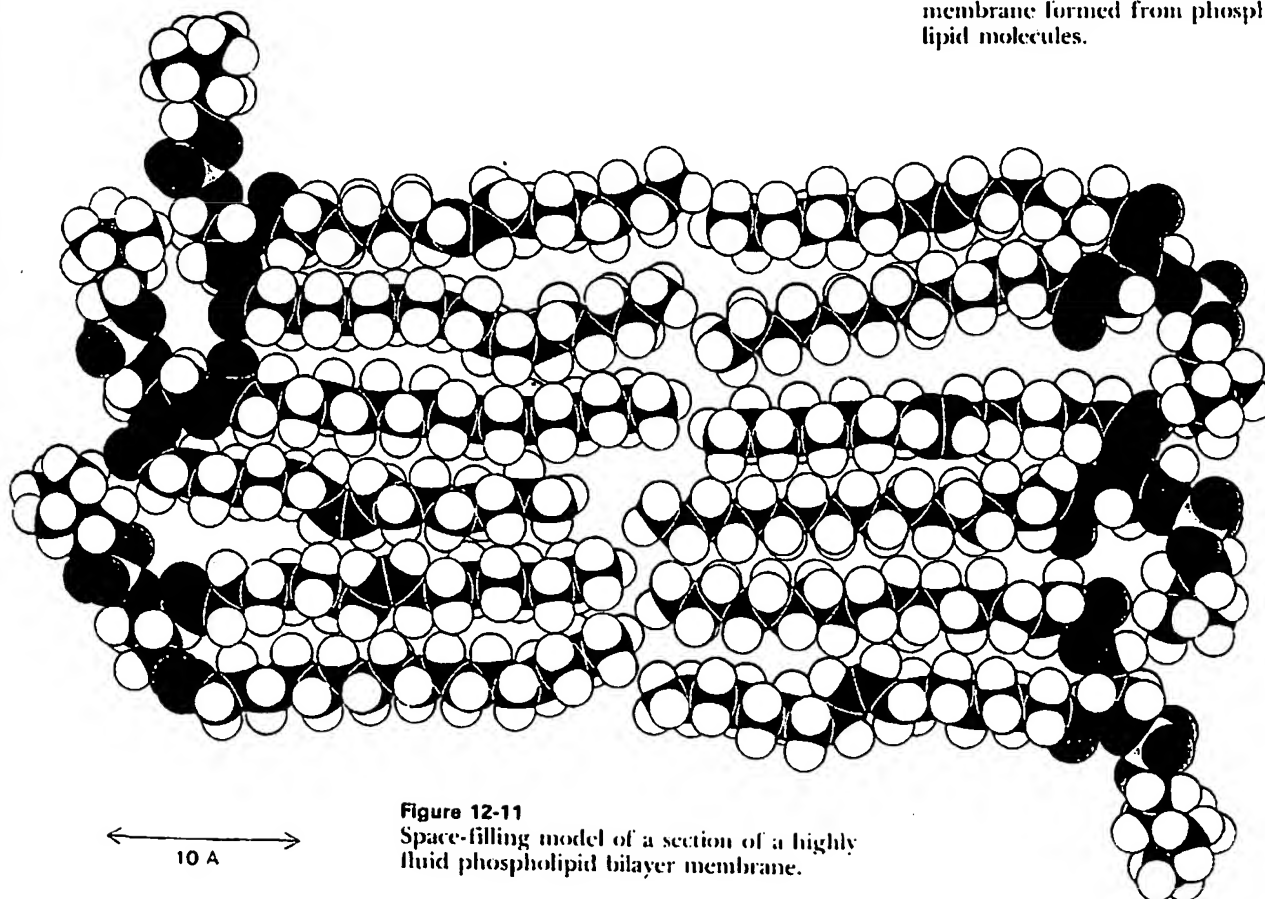 membrane formed from phosph
lipid molecules.
10 A
Figure 12-11
Space-filling model of a section of a highly
fluid phospholipid bilayer membrane.